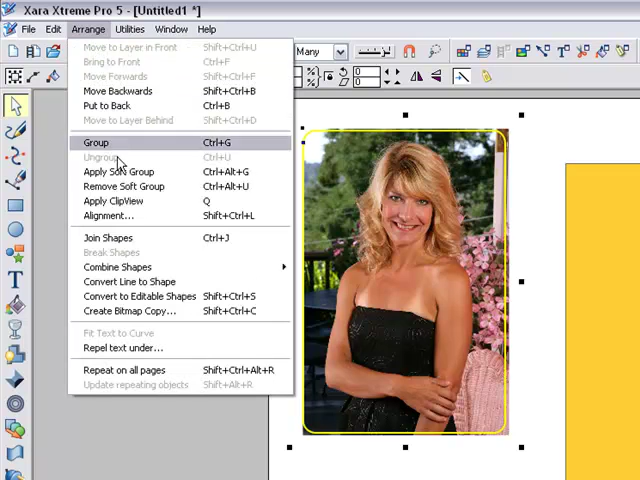 Xara Xtreme Pro 5 - [Untitled1 *]
File Edit Arrange Utilities Window Help
Many
0
0
Move to Layer in Front Shift+Ctrl+U
Bring to Front Ctrl+F
Move Forwards Shift+Ctrl+F
Move Backwards Shift+Ctrl+B
Put to Back Ctrl+B
Move to Layer Behind Shift+Ctrl+D
Group Ctrl+G
Ungroup Ctrl+U
Apply Soft Group Ctrl+Alt+G
Remove Soft Group Ctrl+Alt+U
Apply ClipView Q
Alignment... Shift+Ctrl+L
Join Shapes Ctrl+J
Break Shapes
Combine Shapes
Convert Line to Shape
Convert to Editable Shapes Shift+Ctrl+S
Create Bitmap Copy... Shift+Ctrl+C
Fit Text to Curve
Repel text under...
Repeat on all pages Shift+Ctrl+Alt+R
Update repeating objects Shift+Alt+R